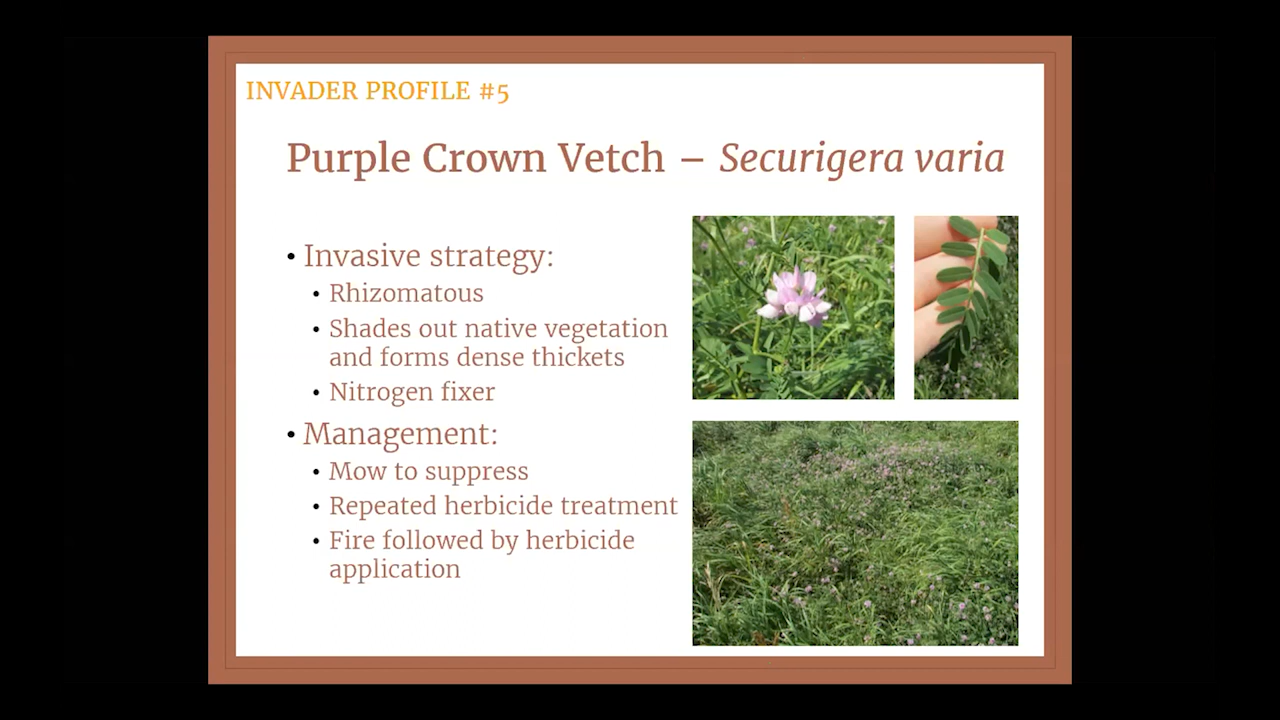 INVADER PROFILE #5
Purple Crown Vetch – Securigera varia
• Invasive strategy:
• Rhizomatous
• Shades out native vegetation
and forms dense thickets
• Nitrogen fixer
• Management:
• Mow to suppress
• Repeated herbicide treatment
• Fire followed by herbicide
application